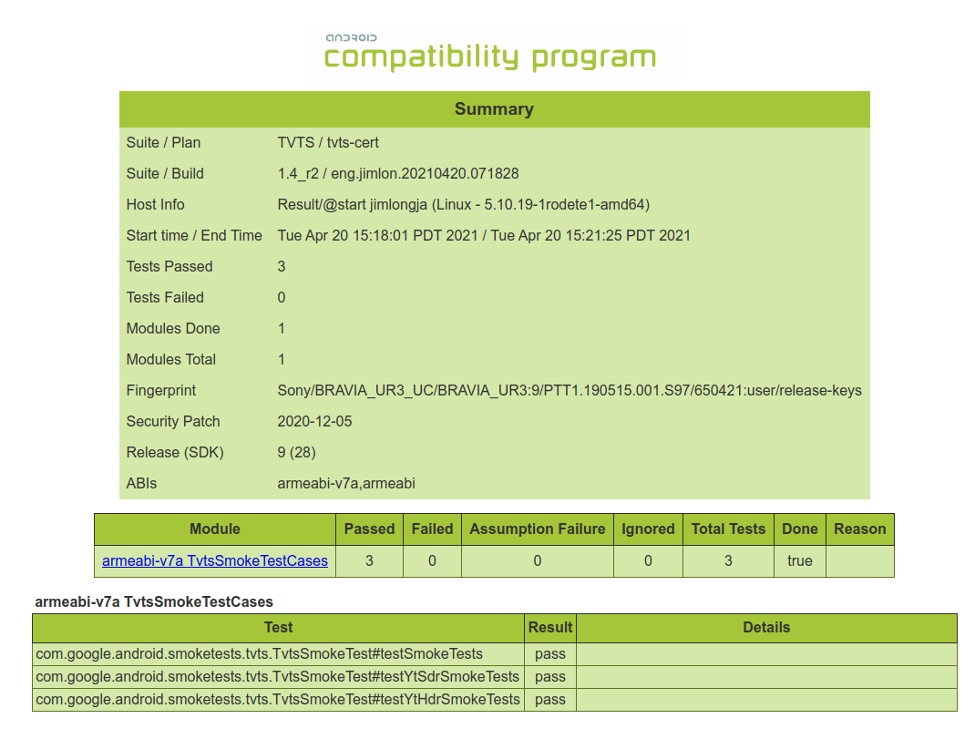 android
compatibility program
Summary
Suite / Plan TVTS / tvts-cert
Suite / Build 1.4_r2 / eng.jimlon.20210420.071828
Host Info Result/@start jimlongja (Linux - 5.10.19-1rodete1-amd64)
Start time / End Time Tue Apr 20 15:18:01 PDT 2021 / Tue Apr 20 15:21:25 PDT 2021
Tests Passed 3
Tests Failed 0
Modules Done 1
Modules Total 1
Fingerprint Sony/BRAVIA_UR3_UC/BRAVIA_UR3:9/PTT1.190515.001.S97/650421:user/release-keys
Security Patch 2020-12-05
Release (SDK) 9 (28)
ABIs armeabi-v7a,armeabi
Module Passed Failed Assumption Failure Ignored Total Tests Done Reason
armeabi-v7a TvtsSmokeTestCases 3 0 0 0 3 true
armeabi-v7a TvtsSmokeTestCases
Test Result Details
com.google.android.smoketests.tvts.TvtsSmokeTest#testSmokeTests pass
com.google.android.smoketests.tvts.TvtsSmokeTest#testYtSdrSmokeTests pass
com.google.android.smoketests.tvts.TvtsSmokeTest#testYtHdrSmokeTests pass